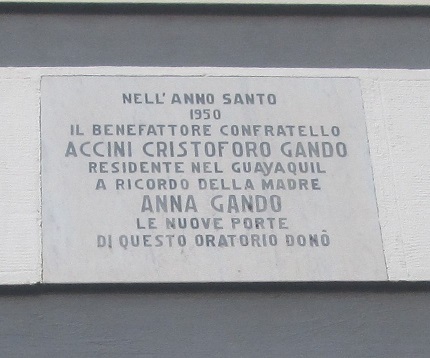 NELL'ANNO SANTO
1950
IL BENEFATTORE CONFRATELLO
ACCINI CRISTOFORO GANDO
RESIDENTE NEL GUAYAQUIL
A RICORDO DELLA MADRE
ANNA GANDO
LE NUOVE PORTE
DI QUESTO ORATORIO DONÒ